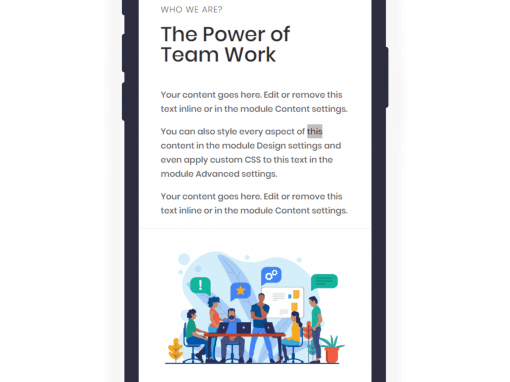 WHO WE ARE?
The Power of
Team Work
Your content goes here. Edit or remove this
text inline or in the module Content settings.
You can also style every aspect of this
content in the module Design settings and
even apply custom CSS to this text in the
module Advanced settings.
Your content goes here. Edit or remove this
text inline or in the module Content settings.
!